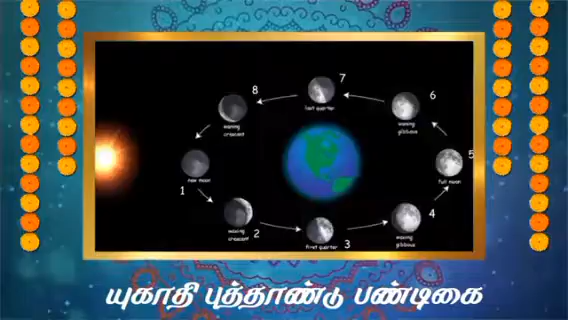 8
waning
crescent
7
last quarter
6
waning
gibbous
1
new moon
5
full moon
waxing
crescent
2
first quarter
3
waxing
gibbous
4
யுகாதி புத்தாண்டு பண்டிகை